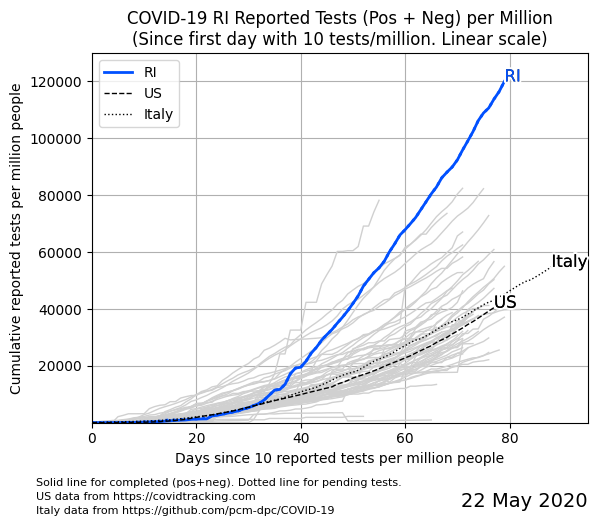 COVID-19 RI Reported Tests (Pos + Neg) per Million
(Since first day with 10 tests/million. Linear scale)
RI
US
Italy
RI
Italy
US
Cumulative reported tests per million people
120000
100000
80000
60000
40000
20000
0
20
40
60
80
Days since 10 reported tests per million people
Solid line for completed (pos+neg). Dotted line for pending tests.
US data from https://covidtracking.com
Italy data from https://github.com/pcm-dpc/COVID-19
22 May 2020